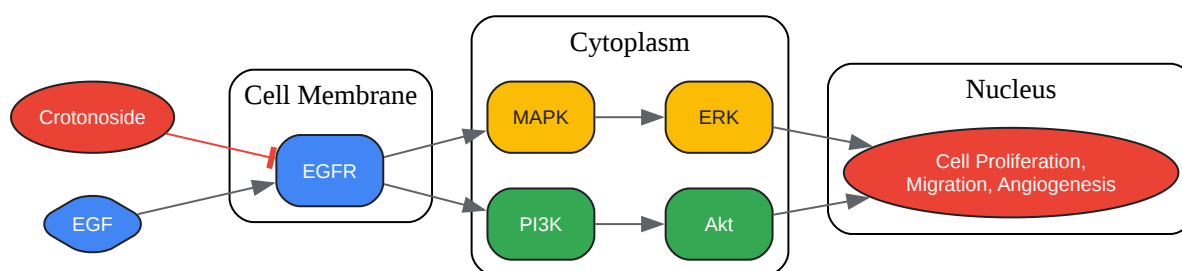 Cytoplasm
Cell Membrane
Nucleus
Crotonoside
EGFR
EGF
MAPK
ERK
PI3K
Akt
Cell Proliferation,
Migration, Angiogenesis